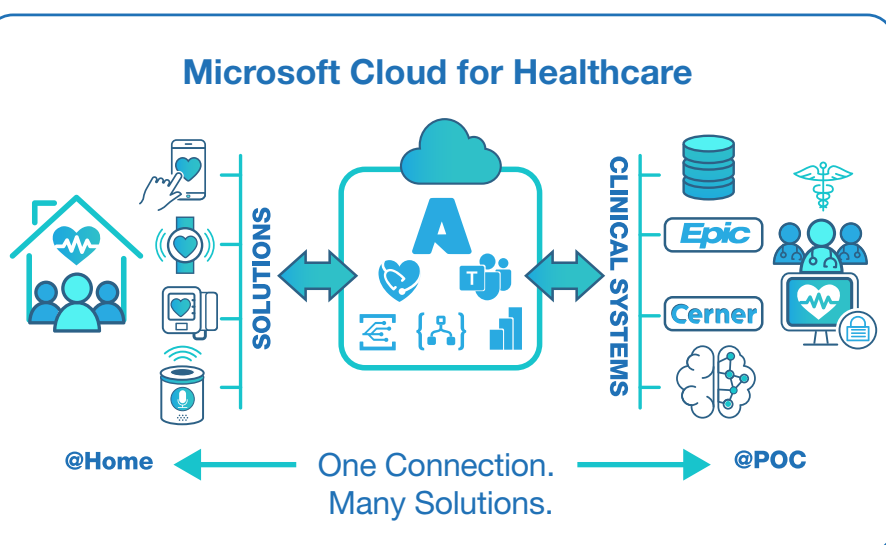 Microsoft Cloud for Healthcare
SOLUTIONS
T
CLINICAL SYSTEMS
Epic
Cerner
@Home
One Connection.
Many Solutions.
@POC